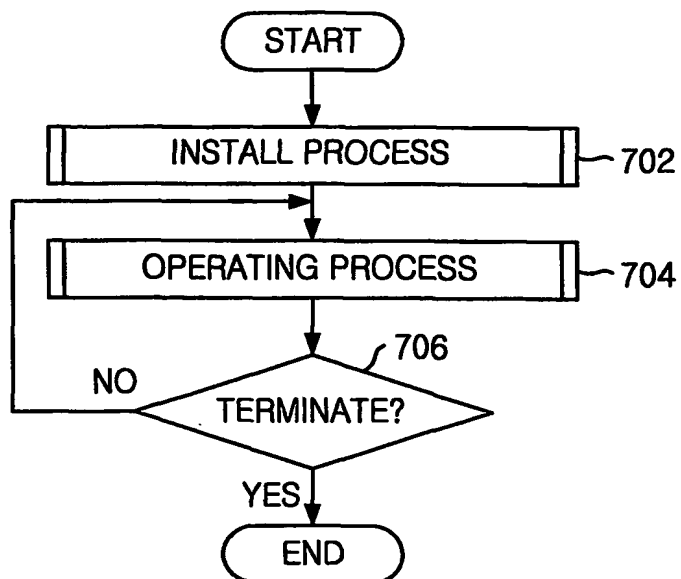 START
INSTALL PROCESS
702
OPERATING PROCESS
704
706
NO
TERMINATE?
YES
END